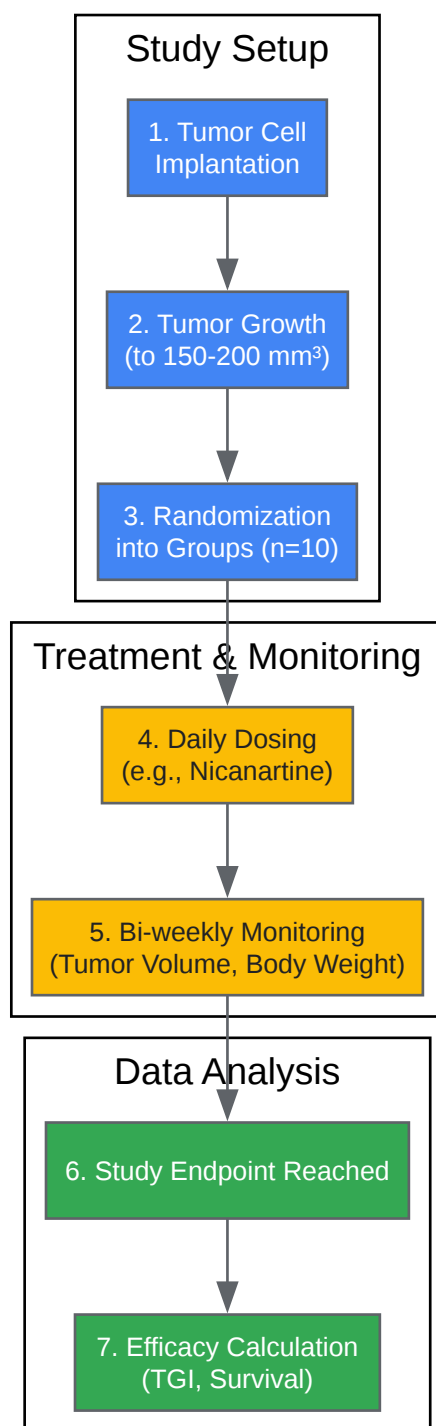 Study Setup
1. Tumor Cell
Implantation
2. Tumor Growth
(to 150-200 mm³)
3. Randomization
into Groups (n=10)
Treatment & Monitoring
4. Daily Dosing
(e.g., Nicanartine)
5. Bi-weekly Monitoring
(Tumor Volume, Body Weight)
Data Analysis
6. Study Endpoint Reached
7. Efficacy Calculation
(TGI, Survival)